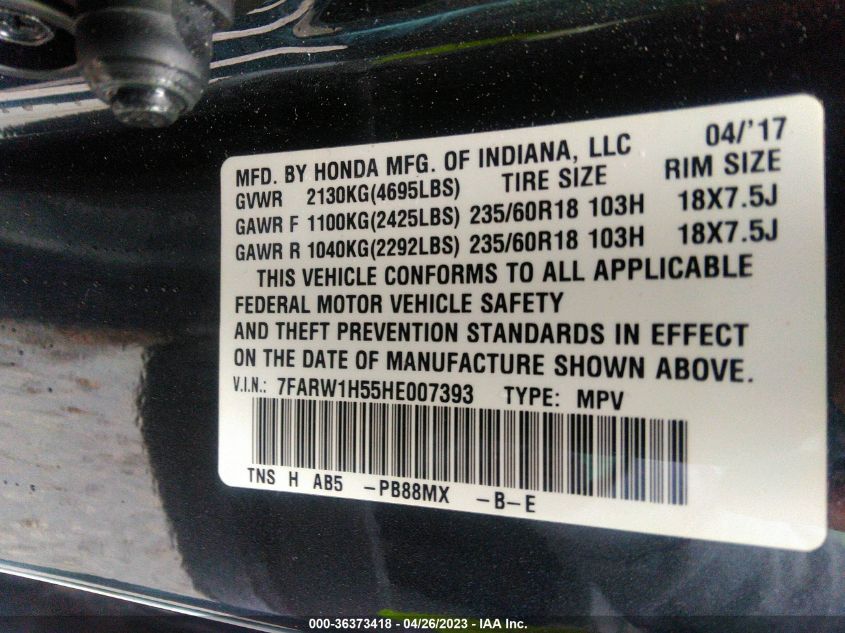 04/'17
MFD. BY HONDA MFG. OF INDIANA, LLC
GVWR 2130KG(4695LBS) TIRE SIZE RIM SIZE
GAWR F 1100KG(2425LBS) 235/60R18 103H 18X7.5J
GAWR R 1040KG(2292LBS) 235/60R18 103H 18X7.5J
THIS VEHICLE CONFORMS TO ALL APPLICABLE
FEDERAL MOTOR VEHICLE SAFETY
AND THEFT PREVENTION STANDARDS IN EFFECT
ON THE DATE OF MANUFACTURE SHOWN ABOVE.
V.I.N.: 7FARW1H55HE007393 TYPE: MPV
TNS H AB5 -PB88MX -B-E
000-36373418 - 04/26/2023 - IAA Inc.